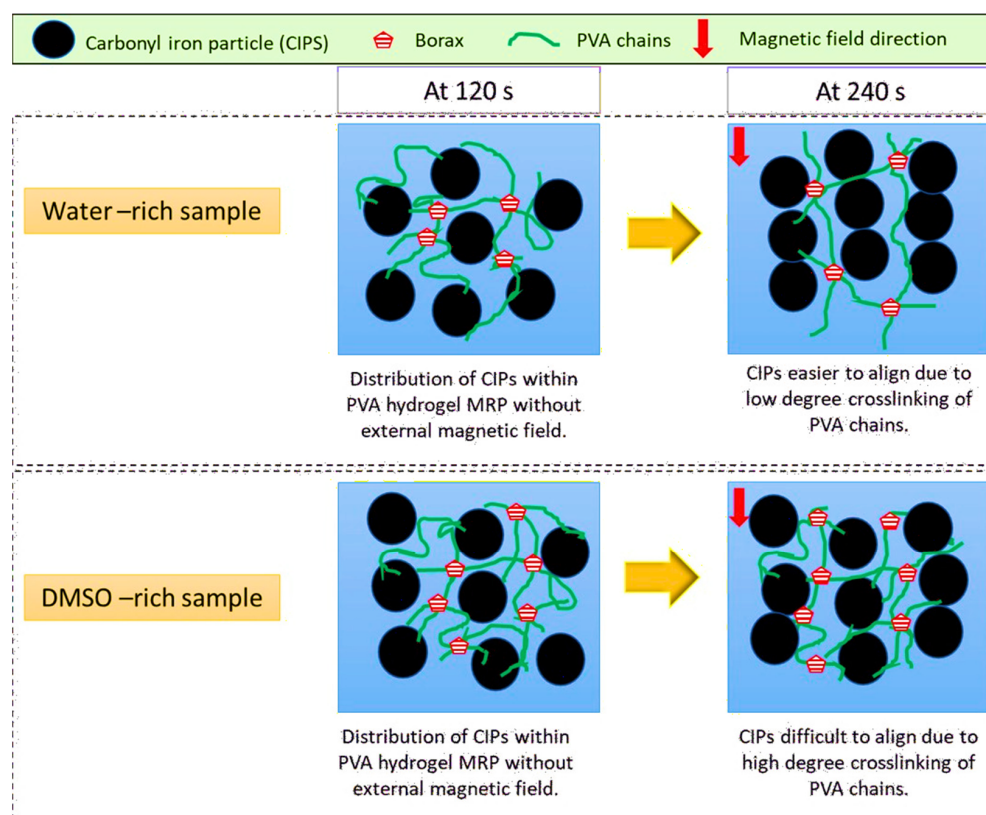 Carbonyl iron particle (CIPS) Borax PVA chains Magnetic field direction
At 120 s At 240 s
Water –rich sample
Distribution of CIPs within
PVA hydrogel MRP without
external magnetic field.
CIPs easier to align due to
low degree crosslinking of
PVA chains.
DMSO –rich sample
Distribution of CIPs within
PVA hydrogel MRP without
external magnetic field.
CIPs difficult to align due to
high degree crosslinking of
PVA chains.